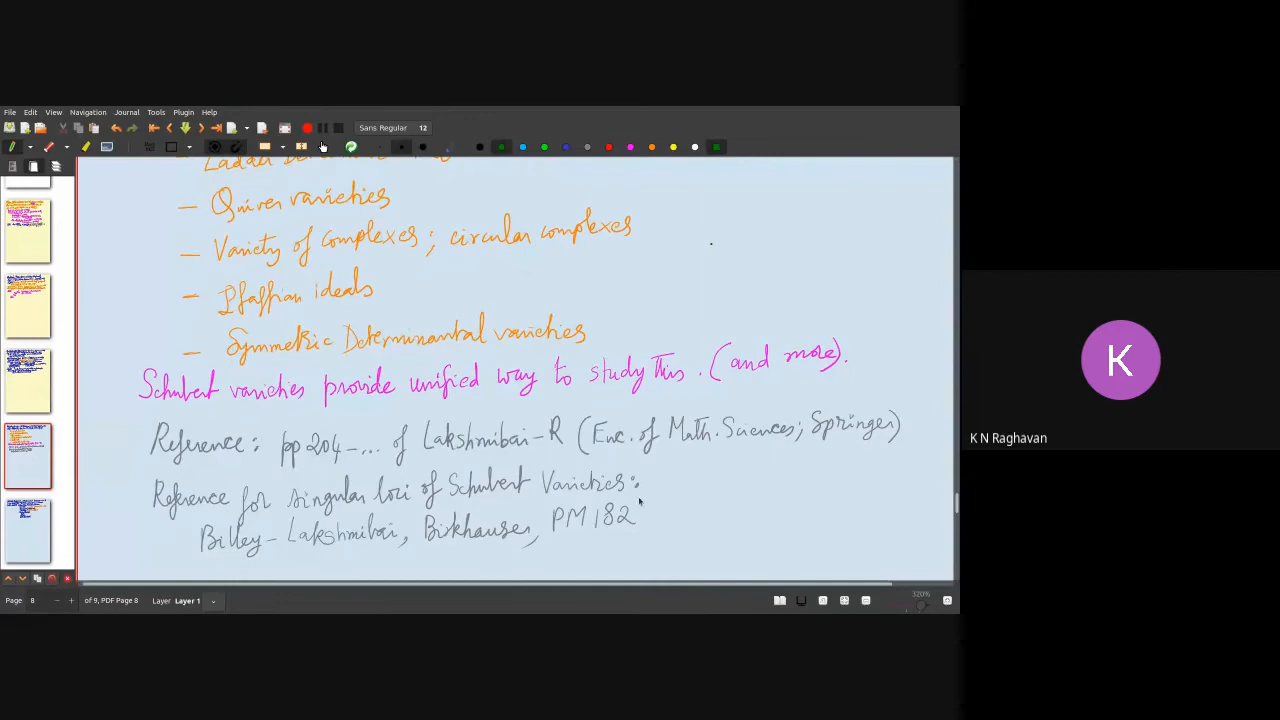 File Edit View Navigation Journal Tools Plugin Help
Sans Regular 12
— Quiver varieties
— Variety of complexes; circular complexes
— Pfaffian ideals
— Symmetric Determinantal varieties
Schubert varieties provide unified way to study this. (and more).
Reference: pp 204-... of Lakshmibai-R (Enc. of Math. Sciences; Springer)
Reference for singular loci of Schubert Varieties:
Billey-Lakshmibai, Birkhauser, PM 182
Page 8 of 9, PDF Page 8 Layer Layer 1 320%
K
K N Raghavan